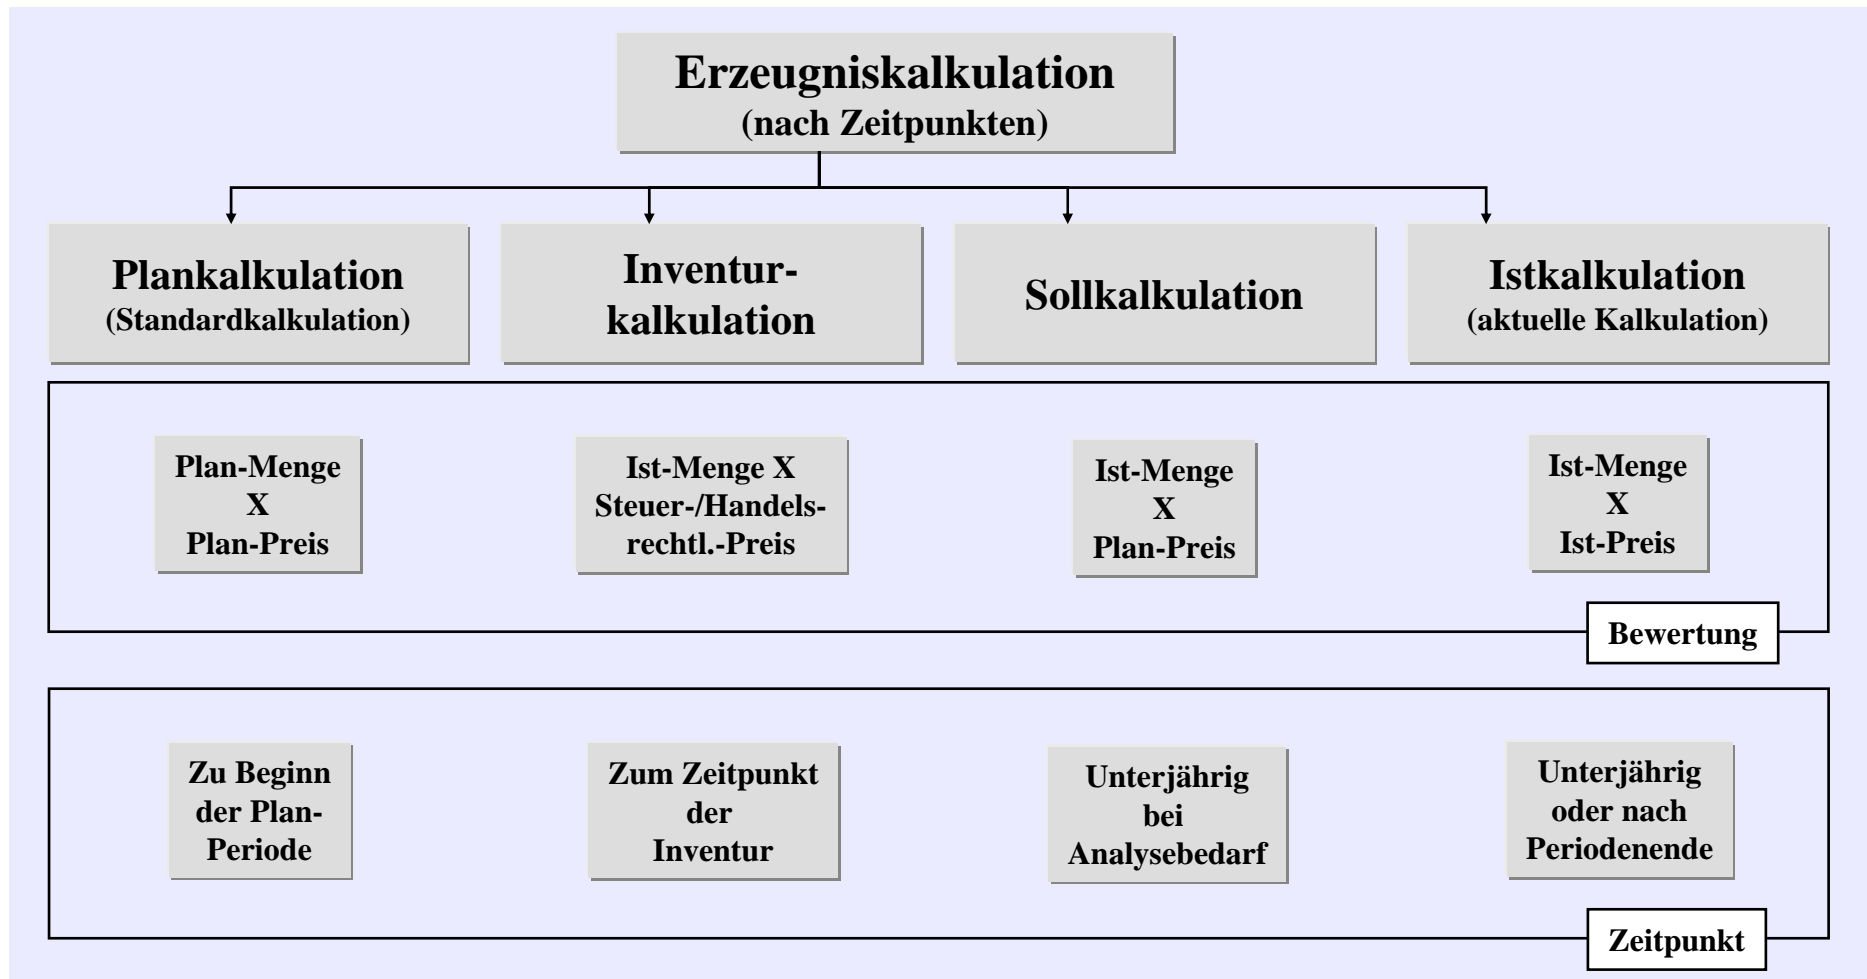 Erzeugniskalkulation
(nach Zeitpunkten)
Plankalkulation
(Standardkalkulation)
Inventur-
kalkulation
Sollkalkulation
Istkalkulation
(aktuelle Kalkulation)
Plan-Menge
X
Plan-Preis
Ist-Menge X
Steuer-/Handels-
rechtl.-Preis
Ist-Menge
X
Plan-Preis
Ist-Menge
X
Ist-Preis
Bewertung
Zu Beginn
der Plan-
Periode
Zum Zeitpunkt
der
Inventur
Unterjährig
bei
Analysebedarf
Unterjährig
oder nach
Periodenende
Zeitpunkt